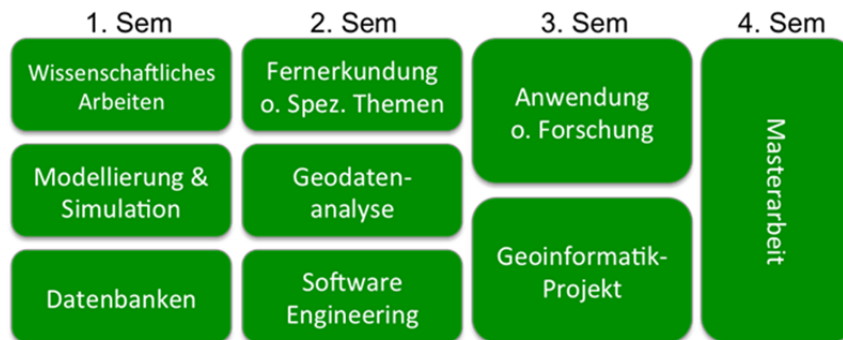 1. Sem
2. Sem
3. Sem
4. Sem
Wissenschaftliches
Arbeiten
Fernerkundung
o. Spez. Themen
Anwendung
o. Forschung
Masterarbeit
Modellierung &
Simulation
Geodaten-
analyse
Geoinformatik-
Projekt
Datenbanken
Software
Engineering